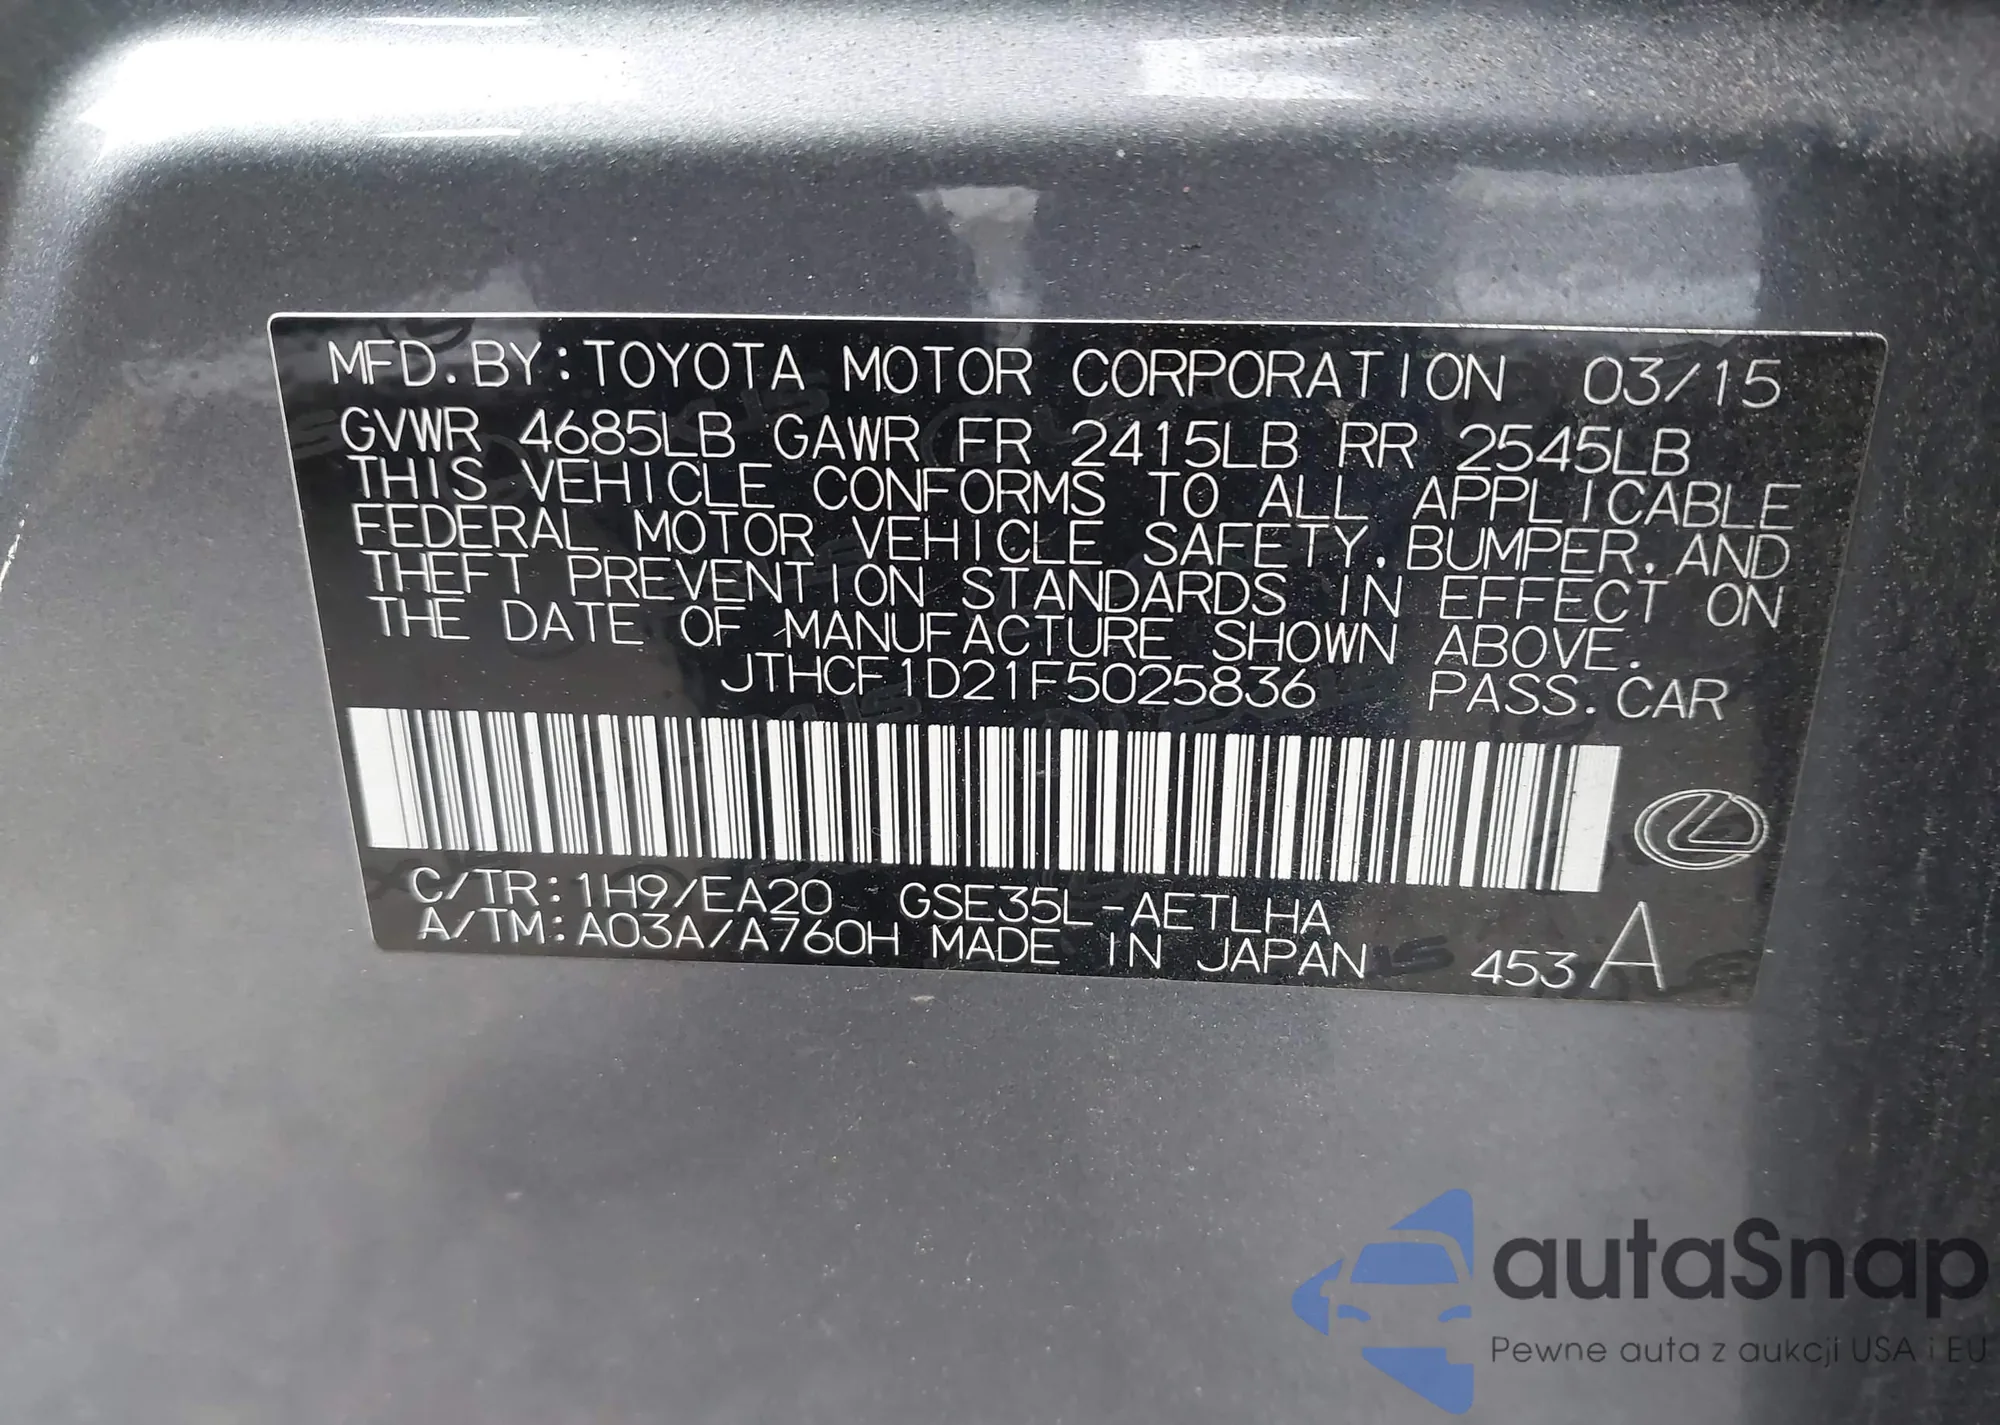 MFD. BY: TOYOTA MOTOR CORPORATION 03/15
GVWR 4685LB GAWR FR 2415LB RR 2545LB
THIS VEHICLE CONFORMS TO ALL APPLICABLE
FEDERAL MOTOR VEHICLE SAFETY, BUMPER, AND
THEFT PREVENTION STANDARDS IN EFFECT ON
THE DATE OF MANUFACTURE SHOWN ABOVE.
JTHCF1D21F5025836 PASS. CAR
C/TR: 1H9/EA20 GSE35L-AETLHA
A/TM: A03A/A760H MADE IN JAPAN 453 A
autaSnap
Pewne auta z aukcji USA i EU